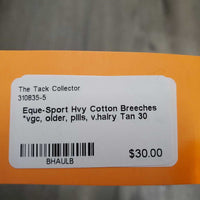 The Tack Collector
310835-5
Eque-Sport Hvy Cotton Breeches
*vgc, older, pills, v.hairy Tan 30
$30.00
BHAULB